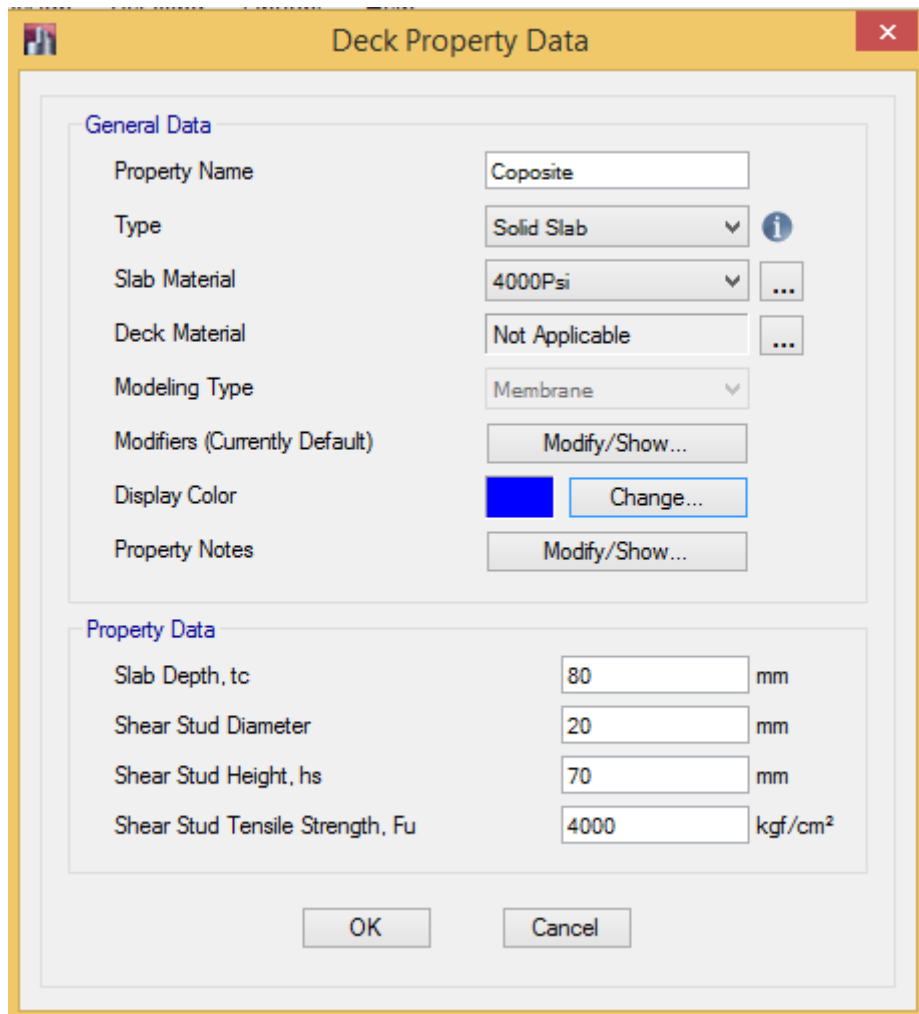 Deck Property Data
General Data
Property Name Coposite
Type Solid Slab
Slab Material 4000Psi ...
Deck Material Not Applicable ...
Modeling Type Membrane
Modifiers (Currently Default) Modify/Show...
Display Color Change...
Property Notes Modify/Show...
Property Data
Slab Depth, tc 80 mm
Shear Stud Diameter 20 mm
Shear Stud Height, hs 70 mm
Shear Stud Tensile Strength, Fu 4000 kgf/cm²
OK Cancel